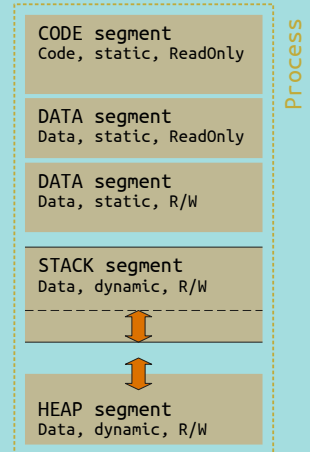 CODE segment
Code, static, ReadOnly
DATA segment
Data, static, ReadOnly
DATA segment
Data, static, R/W
STACK segment
Data, dynamic, R/W
HEAP segment
Data, dynamic, R/W
Process